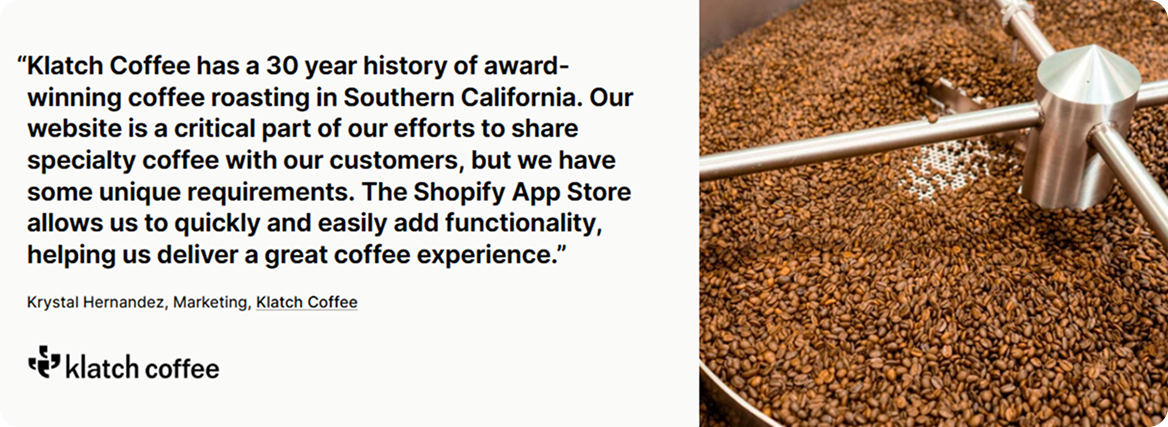 “Klatch Coffee has a 30 year history of award-
winning coffee roasting in Southern California. Our
website is a critical part of our efforts to share
specialty coffee with our customers, but we have
some unique requirements. The Shopify App Store
allows us to quickly and easily add functionality,
helping us deliver a great coffee experience.”
Krystal Hernandez, Marketing, Klatch Coffee
klatch coffee